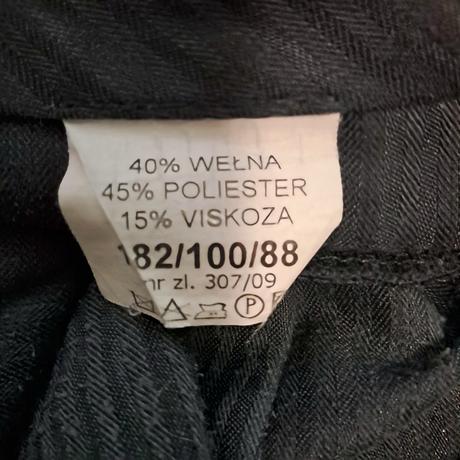 40% WEŁNA
45% POLIESTER
15% VISKOZA
182/100/88
nr zl. 307/09
P